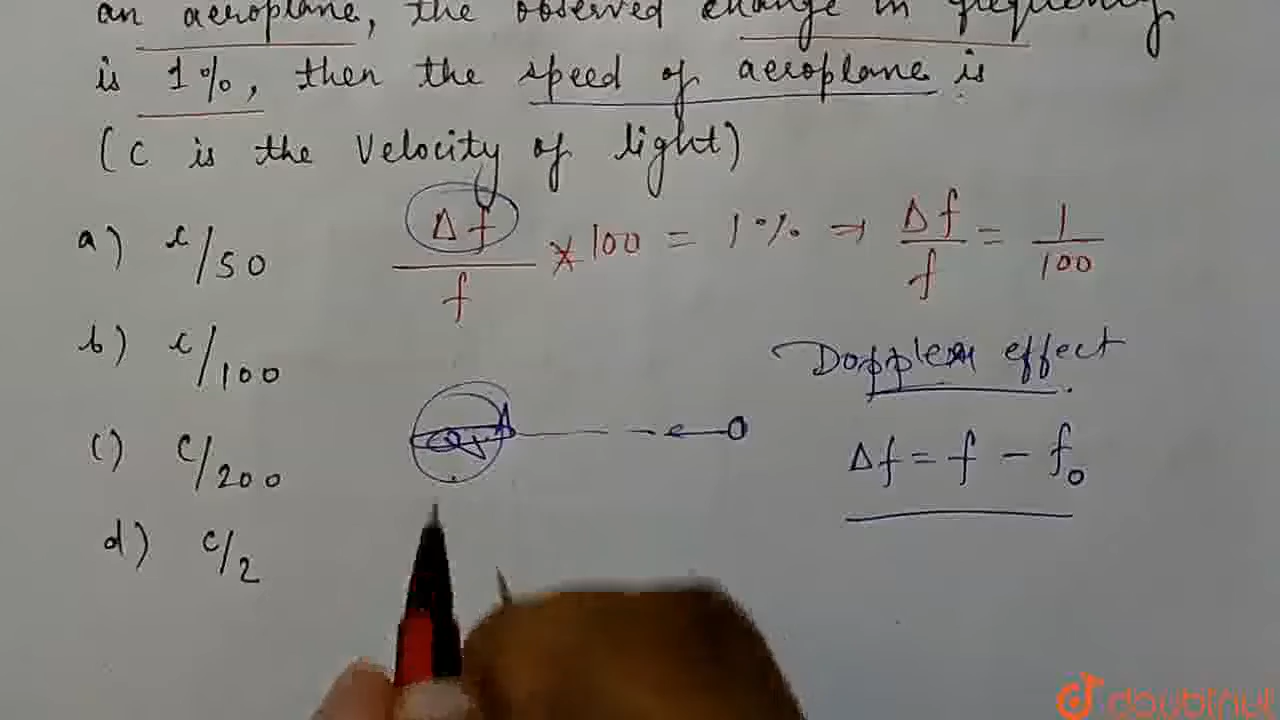 an aeroplane, the observed change in frequency
is 1%, then the speed of aeroplane is
(c is the velocity of light)
a) c/50
Δf/f × 100 = 1% → Δf/f = 1/100
b) c/100
Doppler effect
c) c/200
Δf = f - f₀
d) c/2
doubtnut